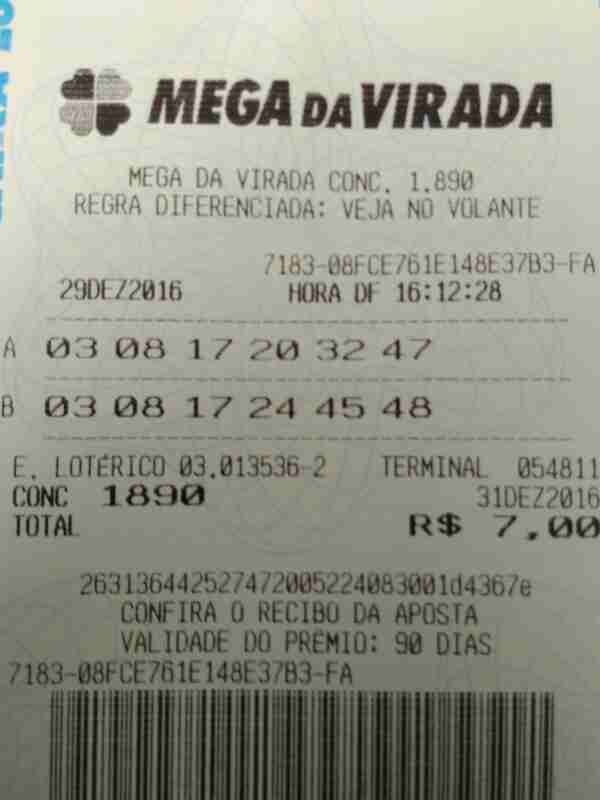 MEGA DA VIRADA
MEGA DA VIRADA CONC. 1.890
REGRA DIFERENCIADA: VEJA NO VOLANTE
7183-08FCE761E148E37B3-FA
29DEZ2016 HORA DF 16:12:28
A 03 08 17 20 32 47
B 03 08 17 24 45 48
E. LOTÉRICO 03.013536-2 TERMINAL 054811
CONC 1890 31DEZ2016
TOTAL R$ 7,00
263136442527472005224083001d4367e
CONFIRA O RECIBO DA APOSTA
VALIDADE DO PRÊMIO: 90 DIAS
7183-08FCE761E148E37B3-FA